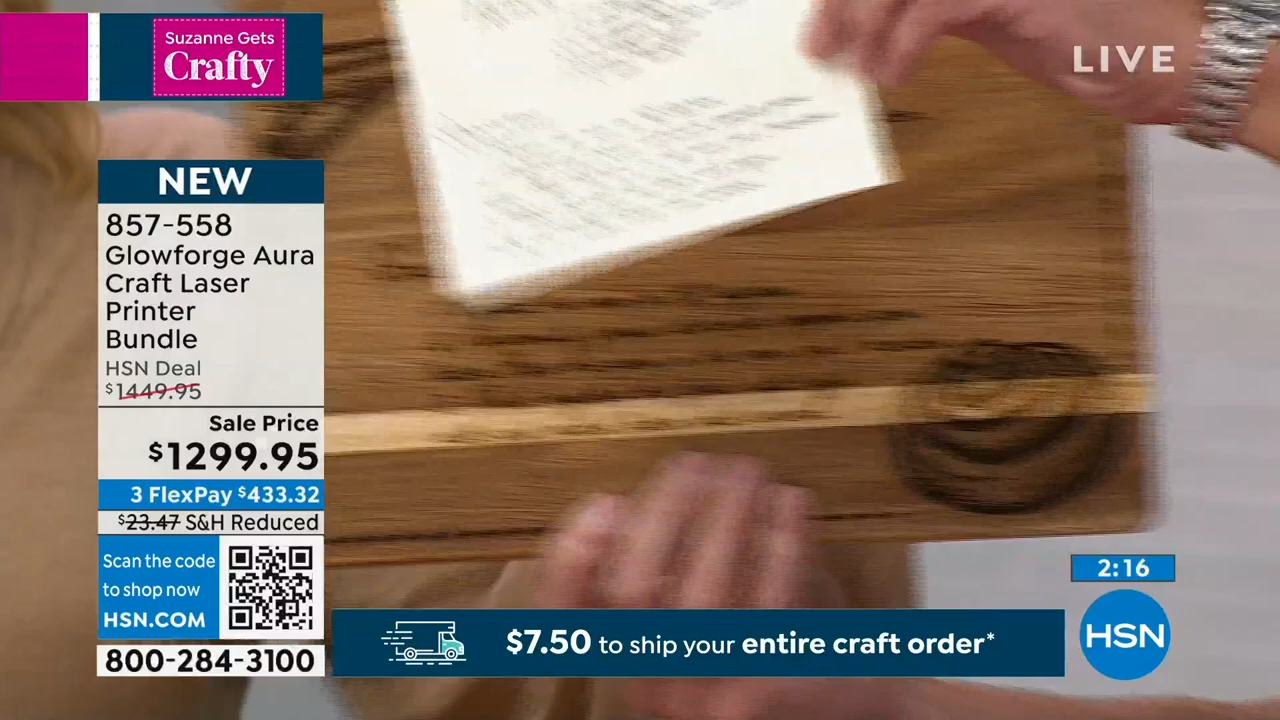 Suzanne Gets
Crafty
LIVE
NEW
857-558
Glowforge Aura
Craft Laser
Printer
Bundle
HSN Deal
$1449.95
Sale Price
$1299.95
3 FlexPay $433.32
$23.47 S&H Reduced
Scan the code
to shop now
HSN.COM
800-284-3100
$7.50 to ship your entire craft order*
2:16
HSN